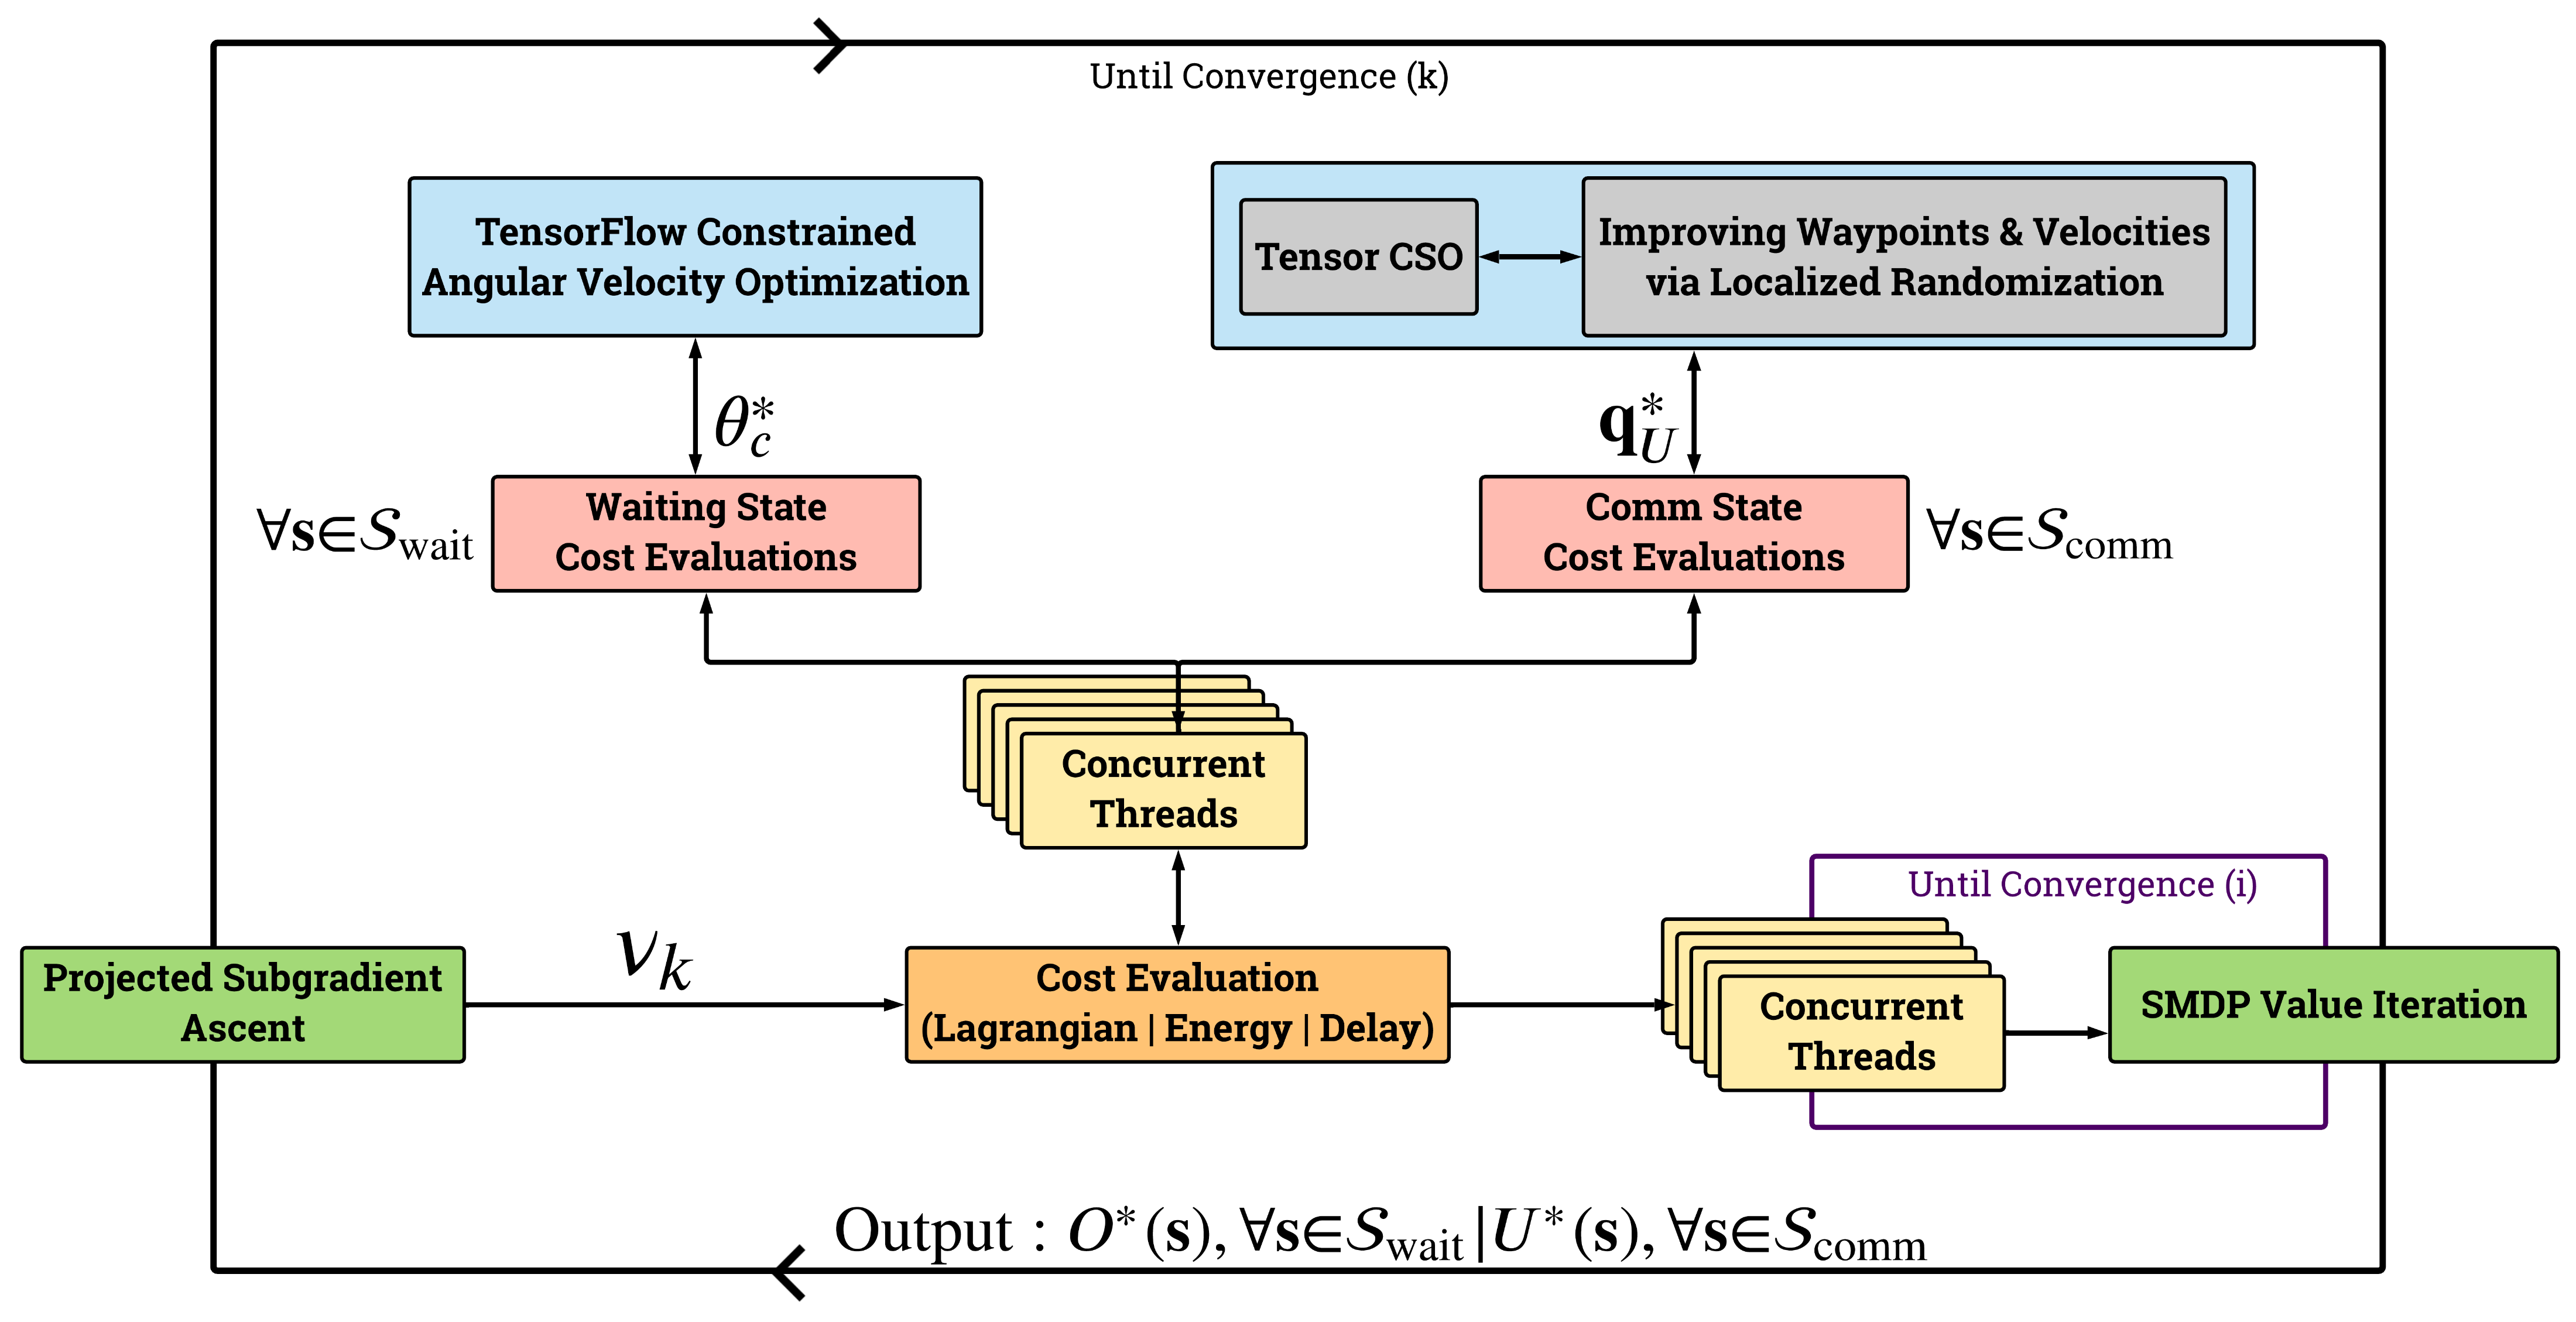 Until Convergence (k)
TensorFlow Constrained
Angular Velocity Optimization
Tensor CSO
Improving Waypoints & Velocities
via Localized Randomization
θ*c
q*U
∀s∈𝒮wait
Waiting State
Cost Evaluations
Comm State
Cost Evaluations
∀s∈𝒮comm
Concurrent
Threads
Until Convergence (i)
Projected Subgradient
Ascent
νk
Cost Evaluation
(Lagrangian | Energy | Delay)
Concurrent
Threads
SMDP Value Iteration
Output : O*(s), ∀s∈𝒮wait | U*(s), ∀s∈𝒮comm